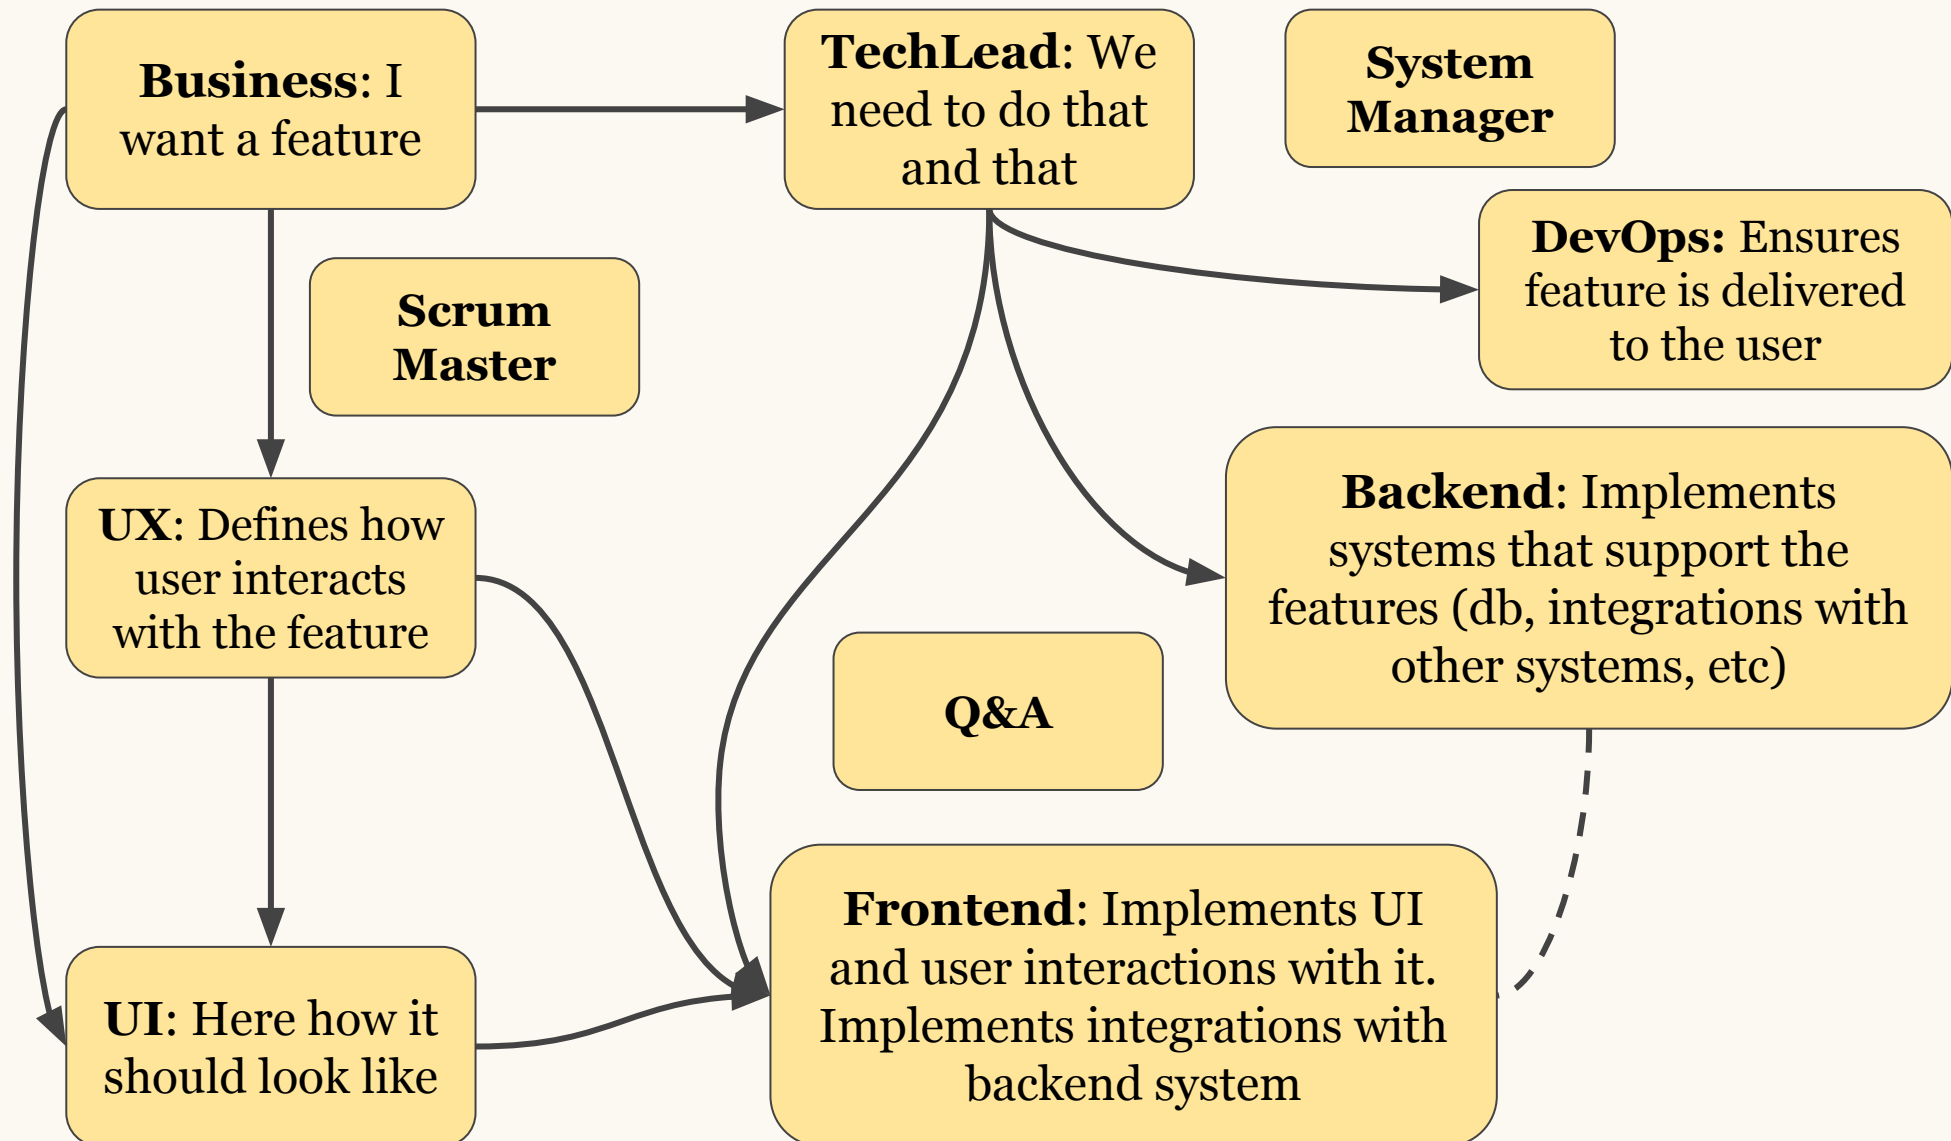 Business: I
want a feature
TechLead: We
need to do that
and that
System
Manager
DevOps: Ensures
feature is delivered
to the user
Scrum
Master
UX: Defines how
user interacts
with the feature
Backend: Implements
systems that support the
features (db, integrations with
other systems, etc)
Q&A
Frontend: Implements UI
and user interactions with it.
Implements integrations with
backend system
UI: Here how it
should look like